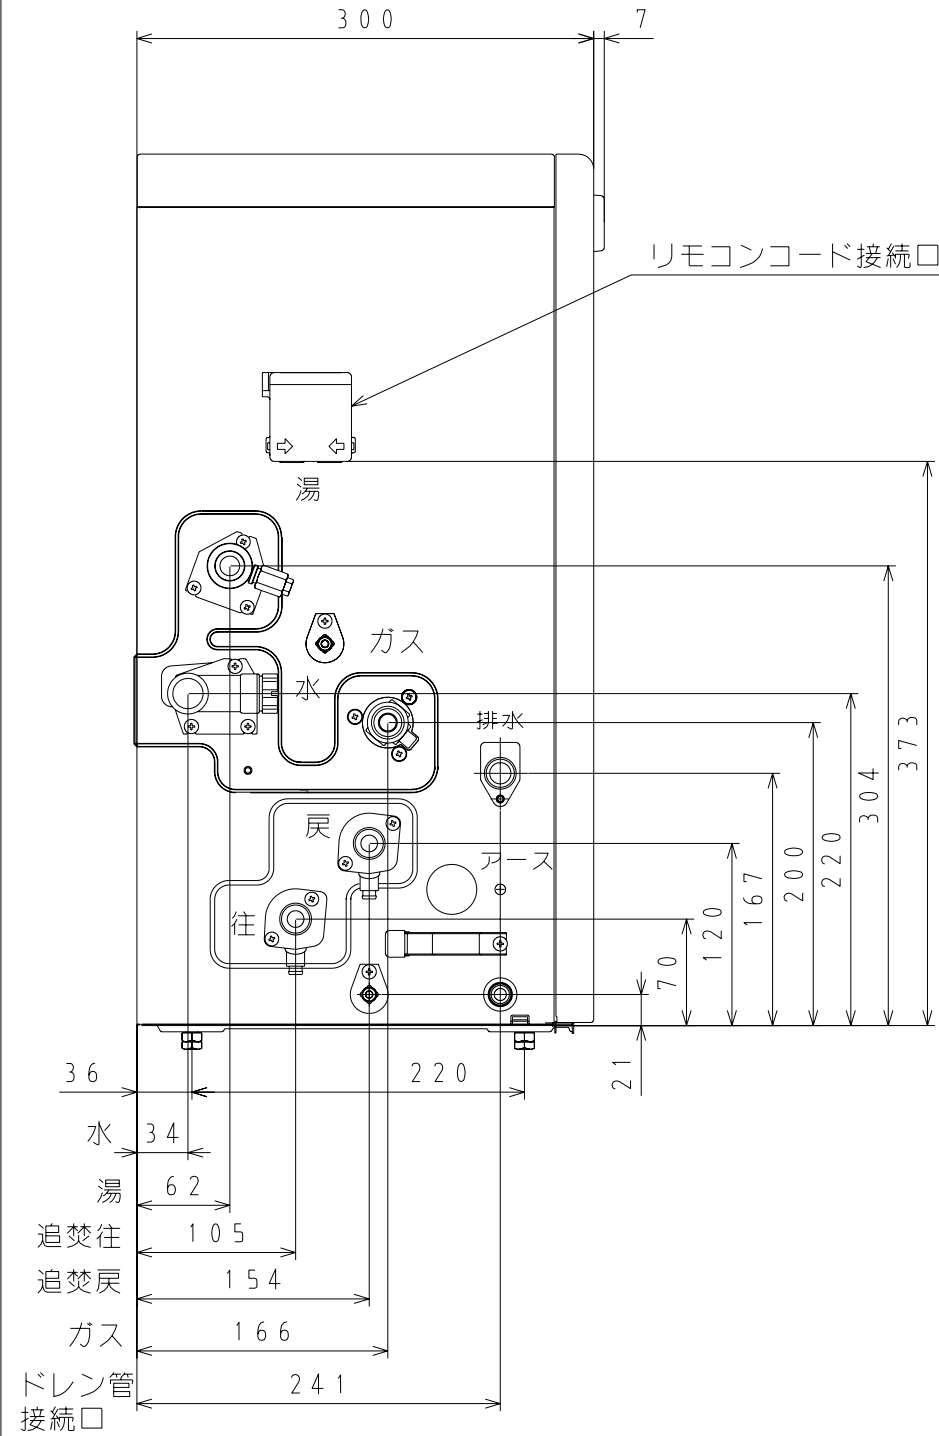 300
7
リモコンコード接続口
湯
ガス
水
排水
戻
アース
往
373
304
220
200
167
120
70
21
36
220
水 34
湯 62
追焚往 105
追焚戻 154
ガス 166
ドレン管
接続口 241